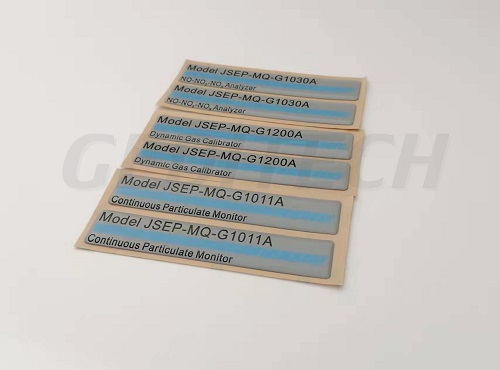 Model JSEP-MQ-G1030A
NO-NO₂-NOₓ Analyzer
Model JSEP-MQ-G1030A
NO-NO₂-NOₓ Analyzer
Model JSEP-MQ-G1200A
Dynamic Gas Calibrator
Model JSEP-MQ-G1200A
Dynamic Gas Calibrator
Model JSEP-MQ-G1011A
Continuous Particulate Monitor
Model JSEP-MQ-G1011A
Continuous Particulate Monitor